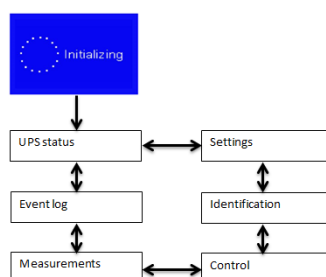 Initializing
UPS status
Settings
Event log
Identification
Measurements
Control